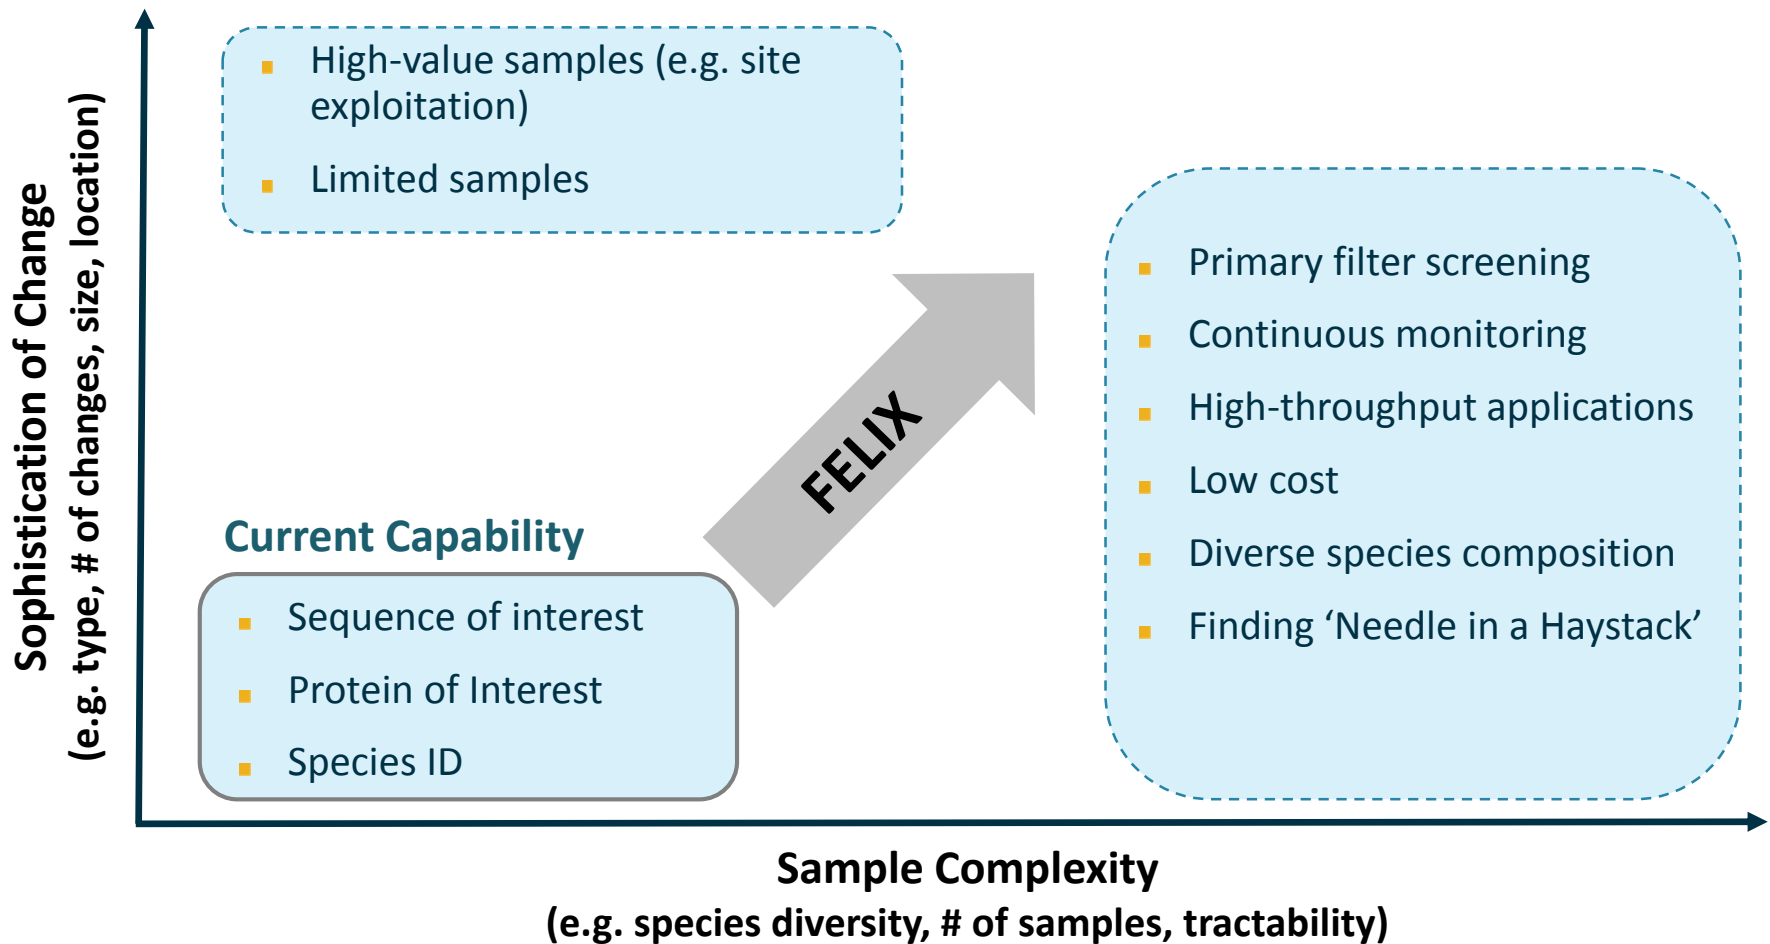 Sophistication of Change
(e.g. type, # of changes, size, location)
High-value samples (e.g. site
exploitation)
Limited samples
FELIX
Current Capability
Sequence of interest
Protein of Interest
Species ID
Primary filter screening
Continuous monitoring
High-throughput applications
Low cost
Diverse species composition
Finding ‘Needle in a Haystack’
Sample Complexity
(e.g. species diversity, # of samples, tractability)